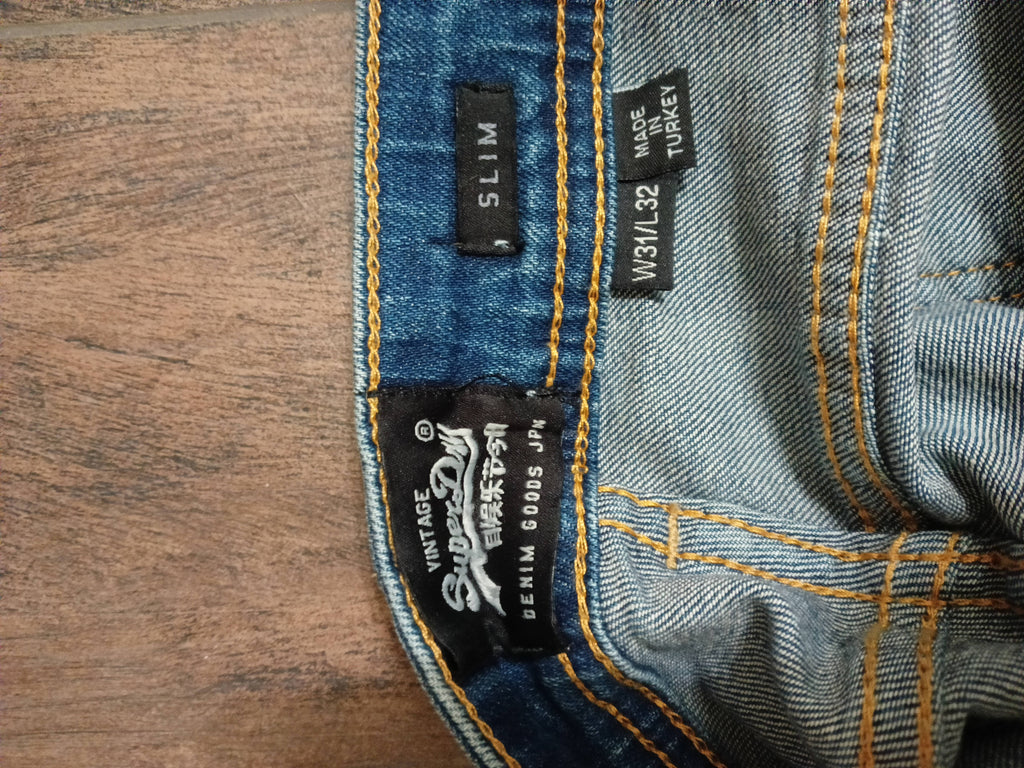 VINTAGE
Superdry®
DENIM GOODS JPN
SLIM
W31/L32
MADE
IN
TURKEY